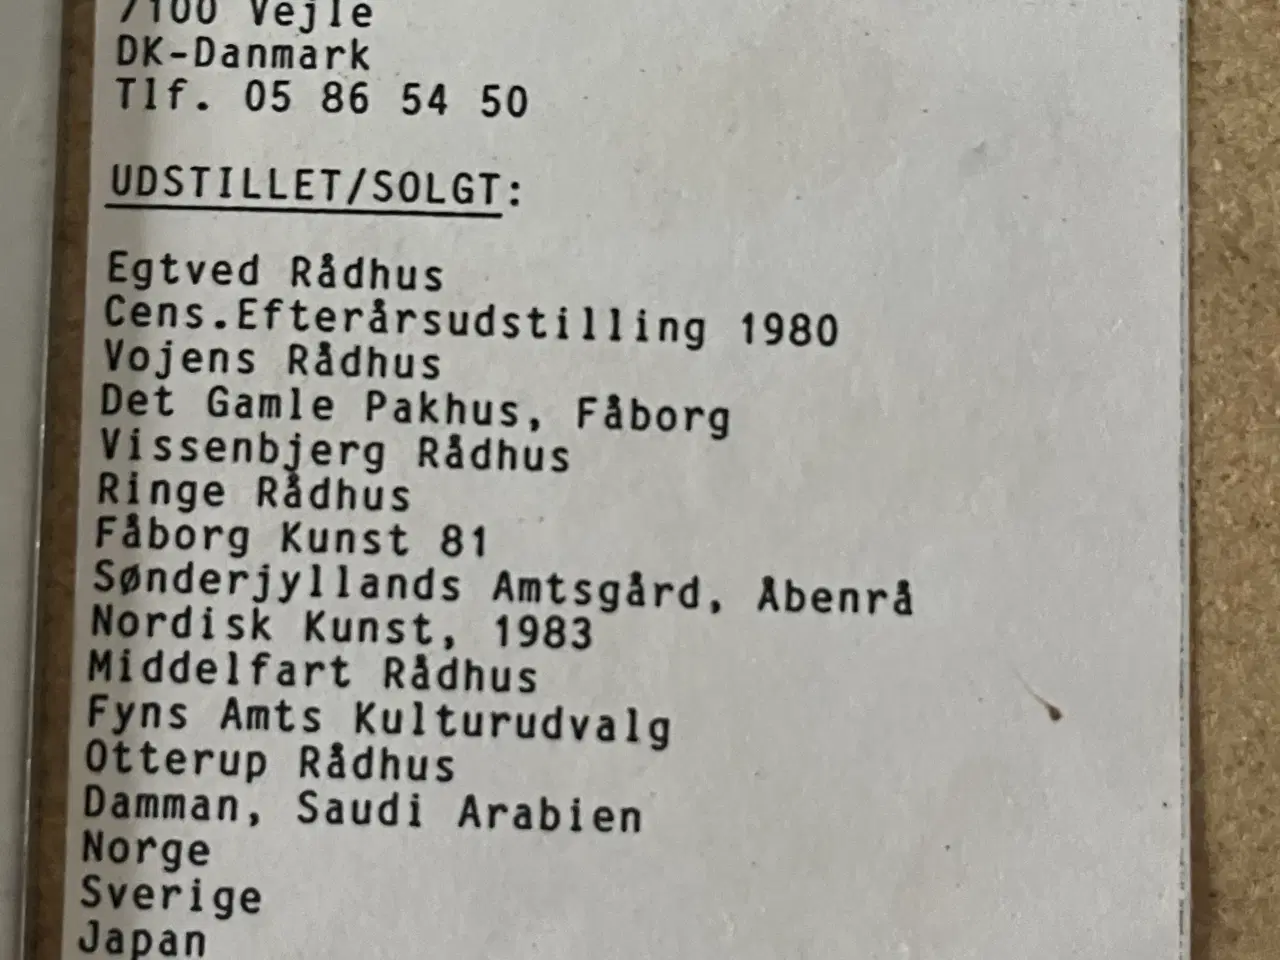 7100 Vejle
DK-Danmark
Tlf. 05 86 54 50
UDSTILLET/SOLGT:
Egtved Rådhus
Cens.Efterårsudstilling 1980
Vojens Rådhus
Det Gamle Pakhus, Fåborg
Vissenbjerg Rådhus
Ringe Rådhus
Fåborg Kunst 81
Sønderjyllands Amtsgård, Åbenrå
Nordisk Kunst, 1983
Middelfart Rådhus
Fyns Amts Kulturudvalg
Otterup Rådhus
Damman, Saudi Arabien
Norge
Sverige
Japan